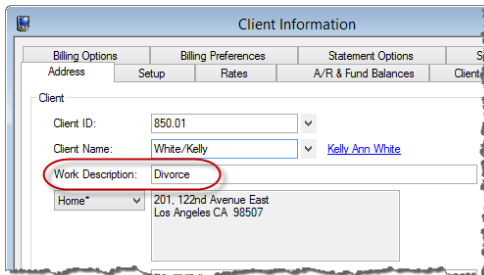 Client Information
Billing Options Billing Preferences Statement Options
Address Setup Rates A/R & Fund Balances
Client
Client ID: 850.01
Client Name: White/Kelly Kelly Ann White
Work Description: Divorce
Home* 201, 122nd Avenue East
Los Angeles CA 98507